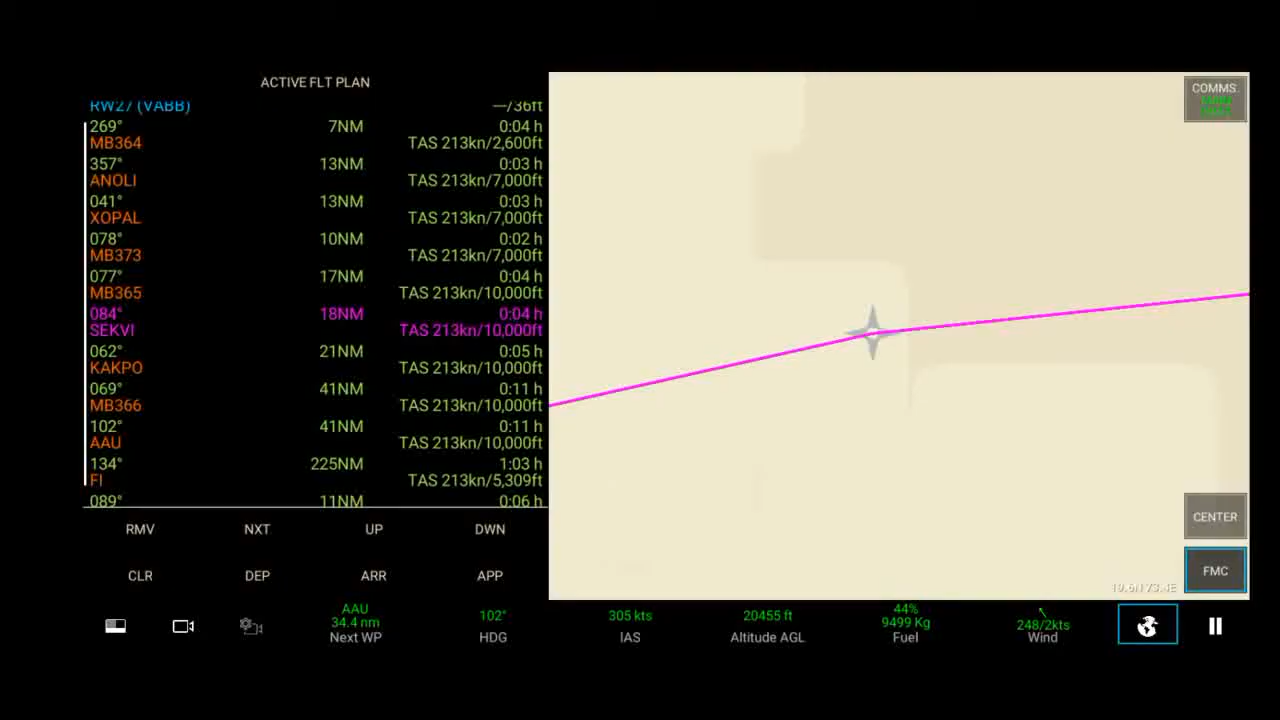 ACTIVE FLT PLAN
RW27 (VABB) —/36ft
269° 7NM 0:04 h
MB364 TAS 213kn/2,600ft
357° 13NM 0:03 h
ANOLI TAS 213kn/7,000ft
041° 13NM 0:03 h
XOPAL TAS 213kn/7,000ft
078° 10NM 0:02 h
MB373 TAS 213kn/7,000ft
077° 17NM 0:04 h
MB365 TAS 213kn/10,000ft
084° 18NM 0:04 h
SEKVI TAS 213kn/10,000ft
062° 21NM 0:05 h
KAKPO TAS 213kn/10,000ft
069° 41NM 0:11 h
MB366 TAS 213kn/10,000ft
102° 41NM 0:11 h
AAU TAS 213kn/10,000ft
134° 225NM 1:03 h
FI TAS 213kn/5,309ft
089° 11NM 0:06 h
RMV NXT UP DWN
CLR DEP ARR APP
COMMS.
CENTER
FMC
19.6N 73.4E
AAU
34.4 nm
Next WP
102°
HDG
305 kts
IAS
20455 ft
Altitude AGL
44%
9499 Kg
Fuel
248/2kts
Wind